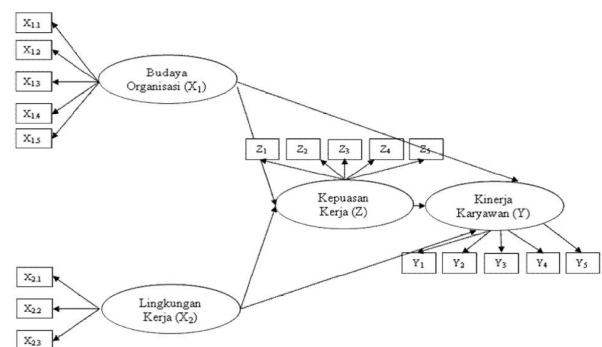 X1.1
X1.2
X1.3
X1.4
X1.5
Budaya
Organisasi (X1)
Z1 Z2 Z3 Z4 Z5
Kepuasan
Kerja (Z)
Kinerja
Karyawan (Y)
Y1 Y2 Y3 Y4 Y5
X2.1
X2.2
X2.3
Lingkungan
Kerja (X2)